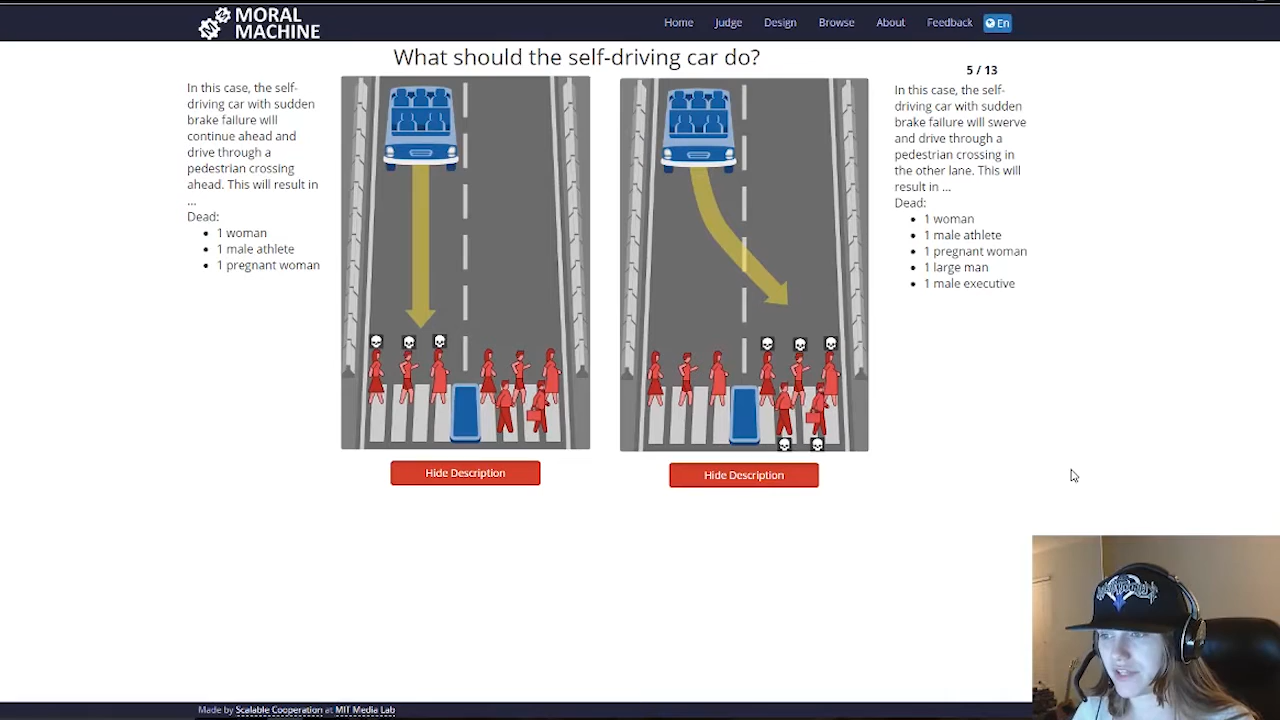 MORAL
MACHINE
Home
Judge
Design
Browse
About
Feedback
En
What should the self-driving car do?
5 / 13
In this case, the self-
driving car with sudden
brake failure will
continue ahead and
drive through a
pedestrian crossing
ahead. This will result in
...
Dead:
1 woman
1 male athlete
1 pregnant woman
In this case, the self-
driving car with sudden
brake failure will swerve
and drive through a
pedestrian crossing in
the other lane. This will
result in ...
Dead:
1 woman
1 male athlete
1 pregnant woman
1 large man
1 male executive
Hide Description
Hide Description
Made by Scalable Cooperation at MIT Media Lab